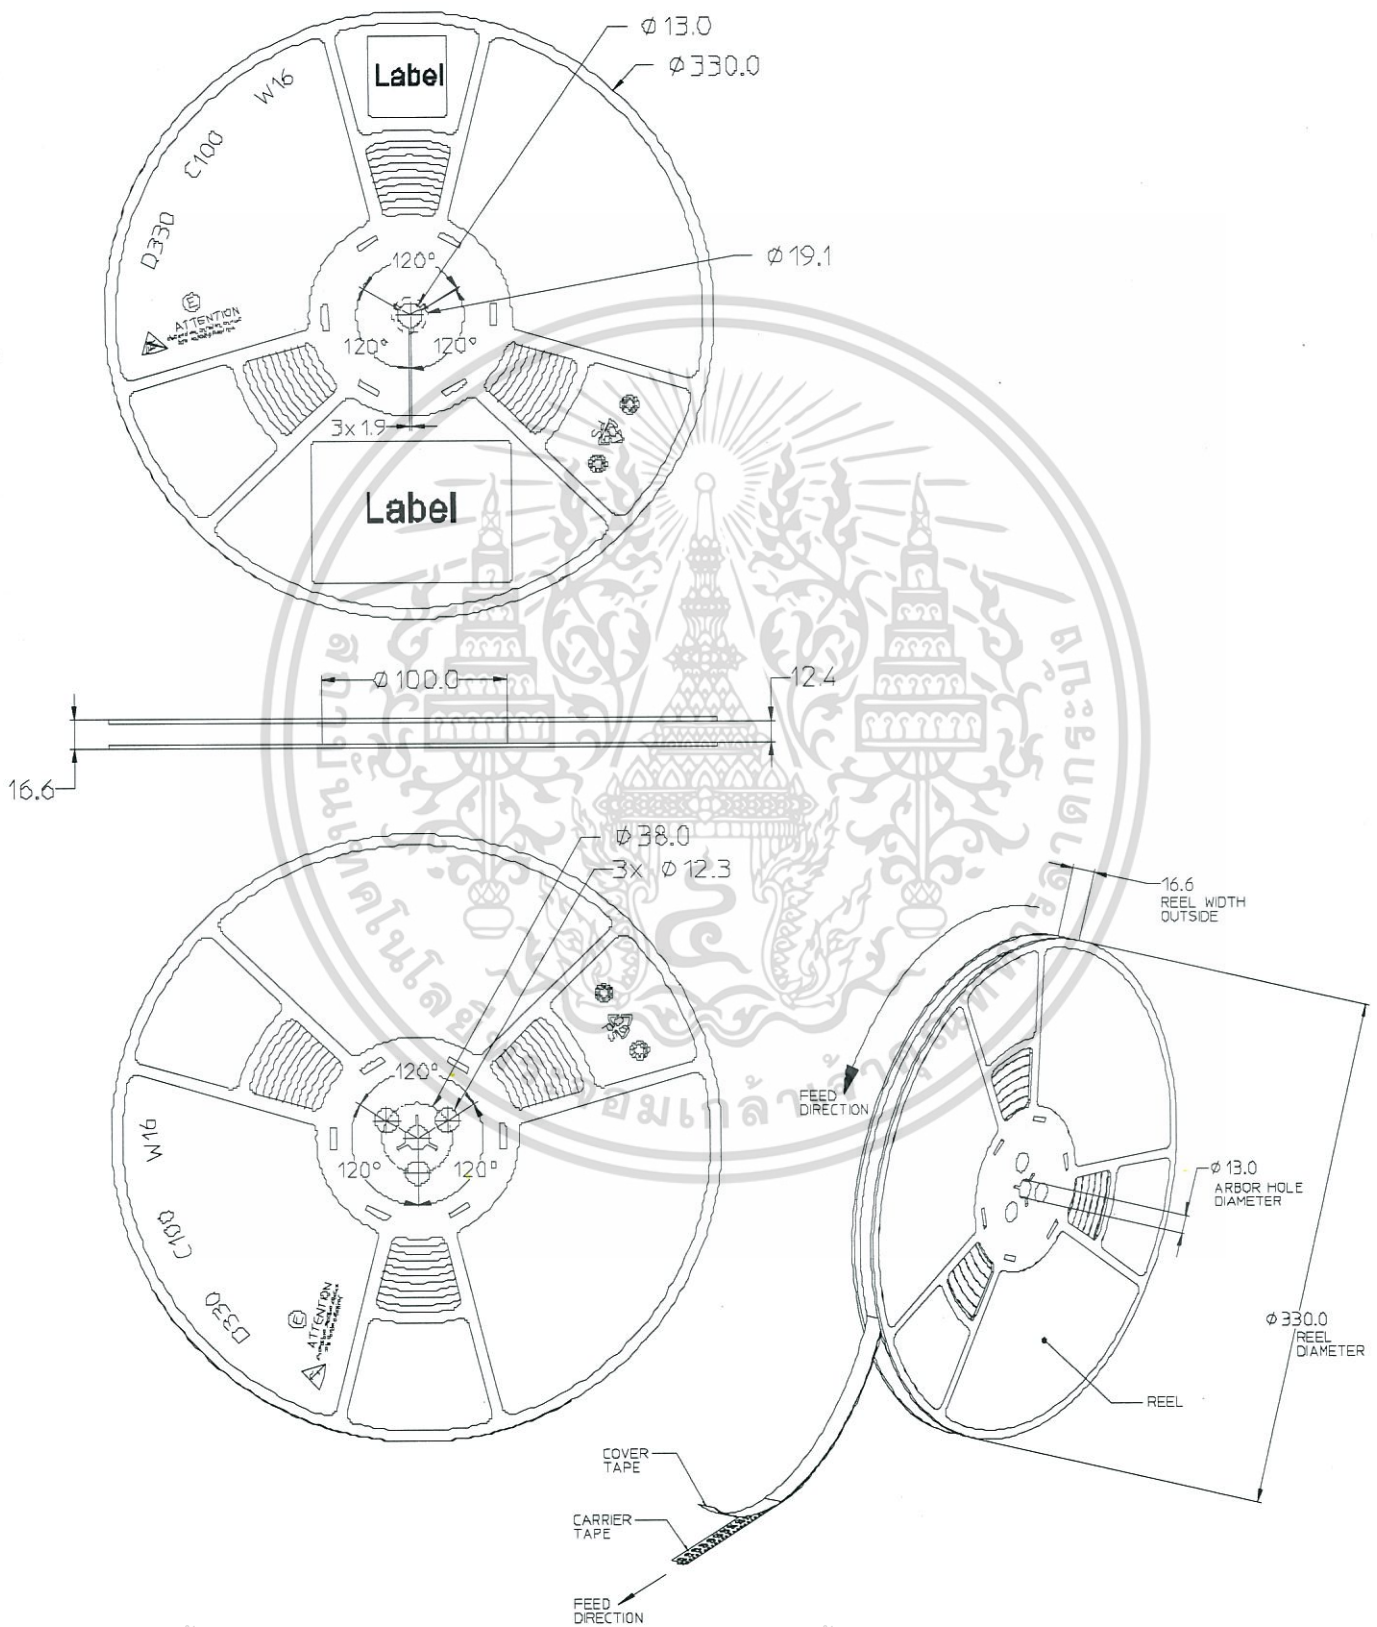 Ø 13.0
Ø 330.0
Label
W16
C100
D330
E
ATTENTION
120°
Ø 19.1
120°
120°
3x 1.9
Label
Ø 100.0
12.4
16.6
Ø 38.0
3x Ø 12.3
120°
120°
120°
W16
C100
D330
E
ATTENTION
16.6
REEL WIDTH
OUTSIDE
FEED
DIRECTION
Ø 13.0
ARBOR HOLE
DIAMETER
Ø 330.0
REEL
DIAMETER
REEL
COVER
TAPE
CARRIER
TAPE
FEED
DIRECTION